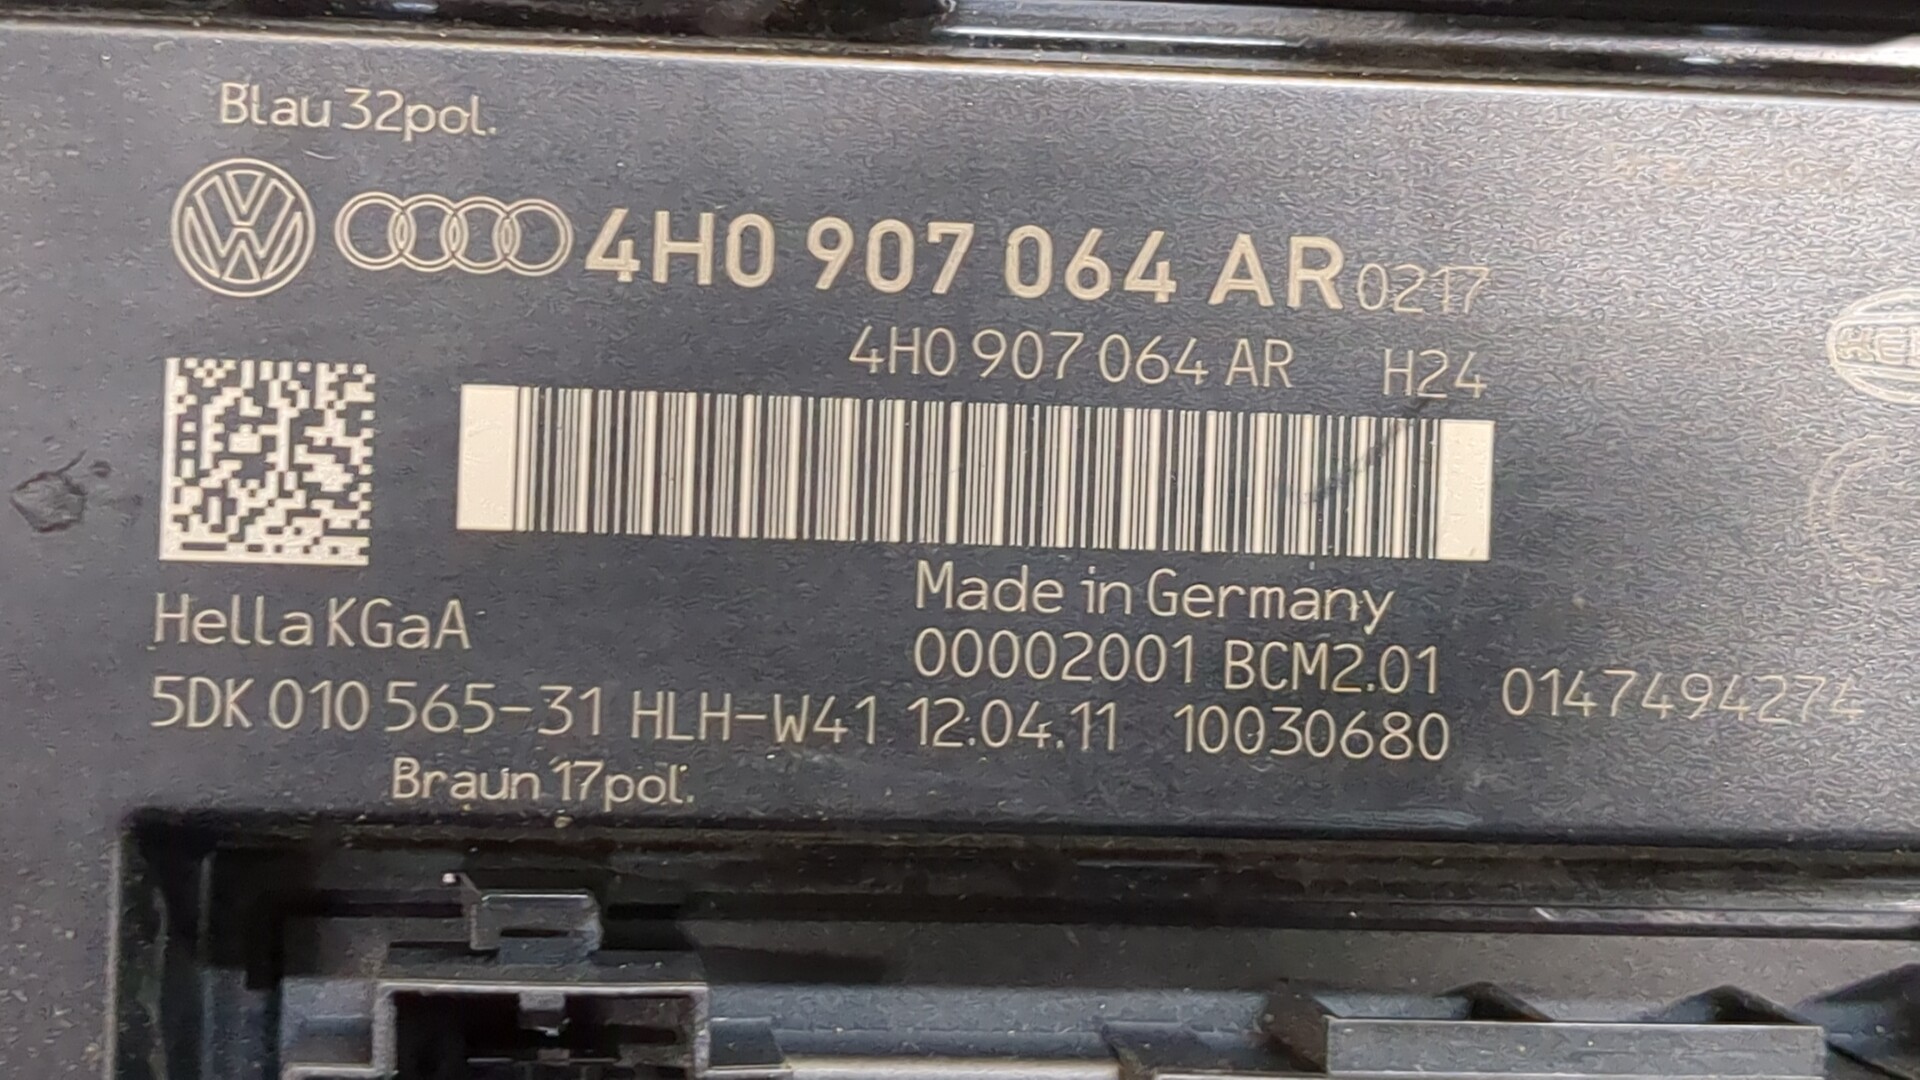 Blau 32pol.
4H0 907 064 AR 0217
4H0 907 064 AR H24
Made in Germany
Hella KGaA
00002001 BCM2.01
0147494274
5DK 010 565-31 HLH-W41 12.04.11 10030680
Braun 17pol.